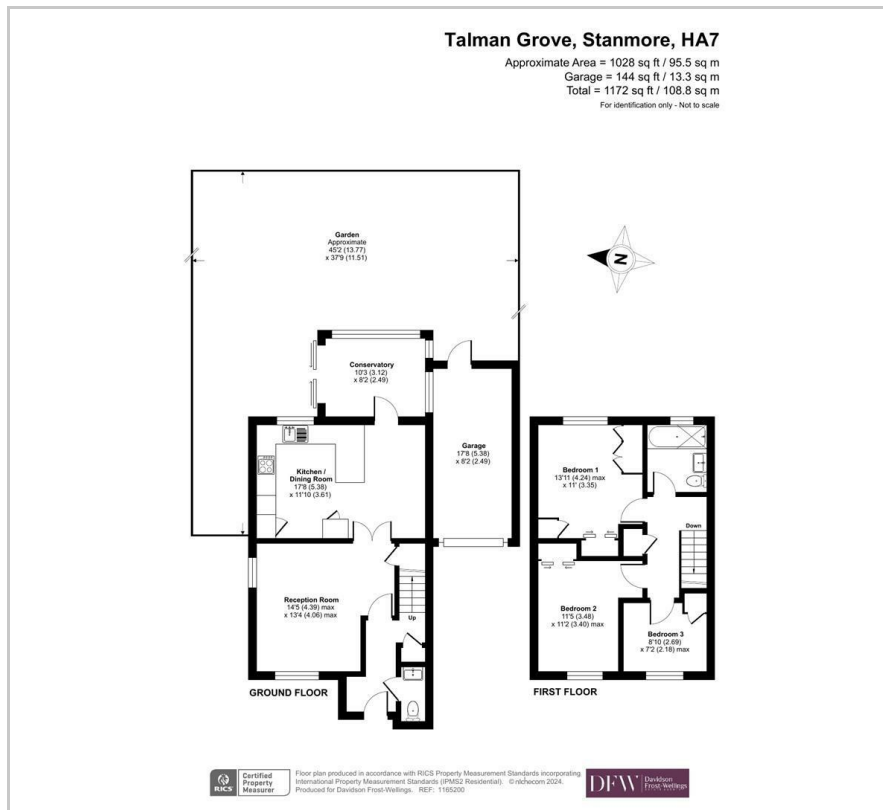 Talman Grove, Stanmore, HA7
Approximate Area = 1028 sq ft / 95.5 sq m
Garage = 144 sq ft / 13.3 sq m
Total = 1172 sq ft / 108.8 sq m
For identification only - Not to scale
Garden
Approximate
45'2 (13.77)
x 37'9 (11.51)
N
Conservatory
10'3 (3.12)
x 8'2 (2.49)
Garage
17'8 (5.38)
x 8'2 (2.49)
Kitchen /
Dining Room
17'8 (5.38)
x 11'10 (3.61)
Reception Room
14'5 (4.39) max
x 13'4 (4.06) max
Up
GROUND FLOOR
Bedroom 1
13'11 (4.24) max
x 11' (3.35)
Down
Bedroom 2
11'5 (3.48)
x 11'2 (3.40) max
Bedroom 3
8'10 (2.69)
x 7'2 (2.18) max
FIRST FLOOR
RICS
Certified
Property
Measurer
Floor plan produced in accordance with RICS Property Measurement Standards incorporating
International Property Measurement Standards (IPMS2 Residential). © nichecom 2024.
Produced for Davidson Frost-Wellings. REF: 1165200
DFW
Davidson
Frost-Wellings